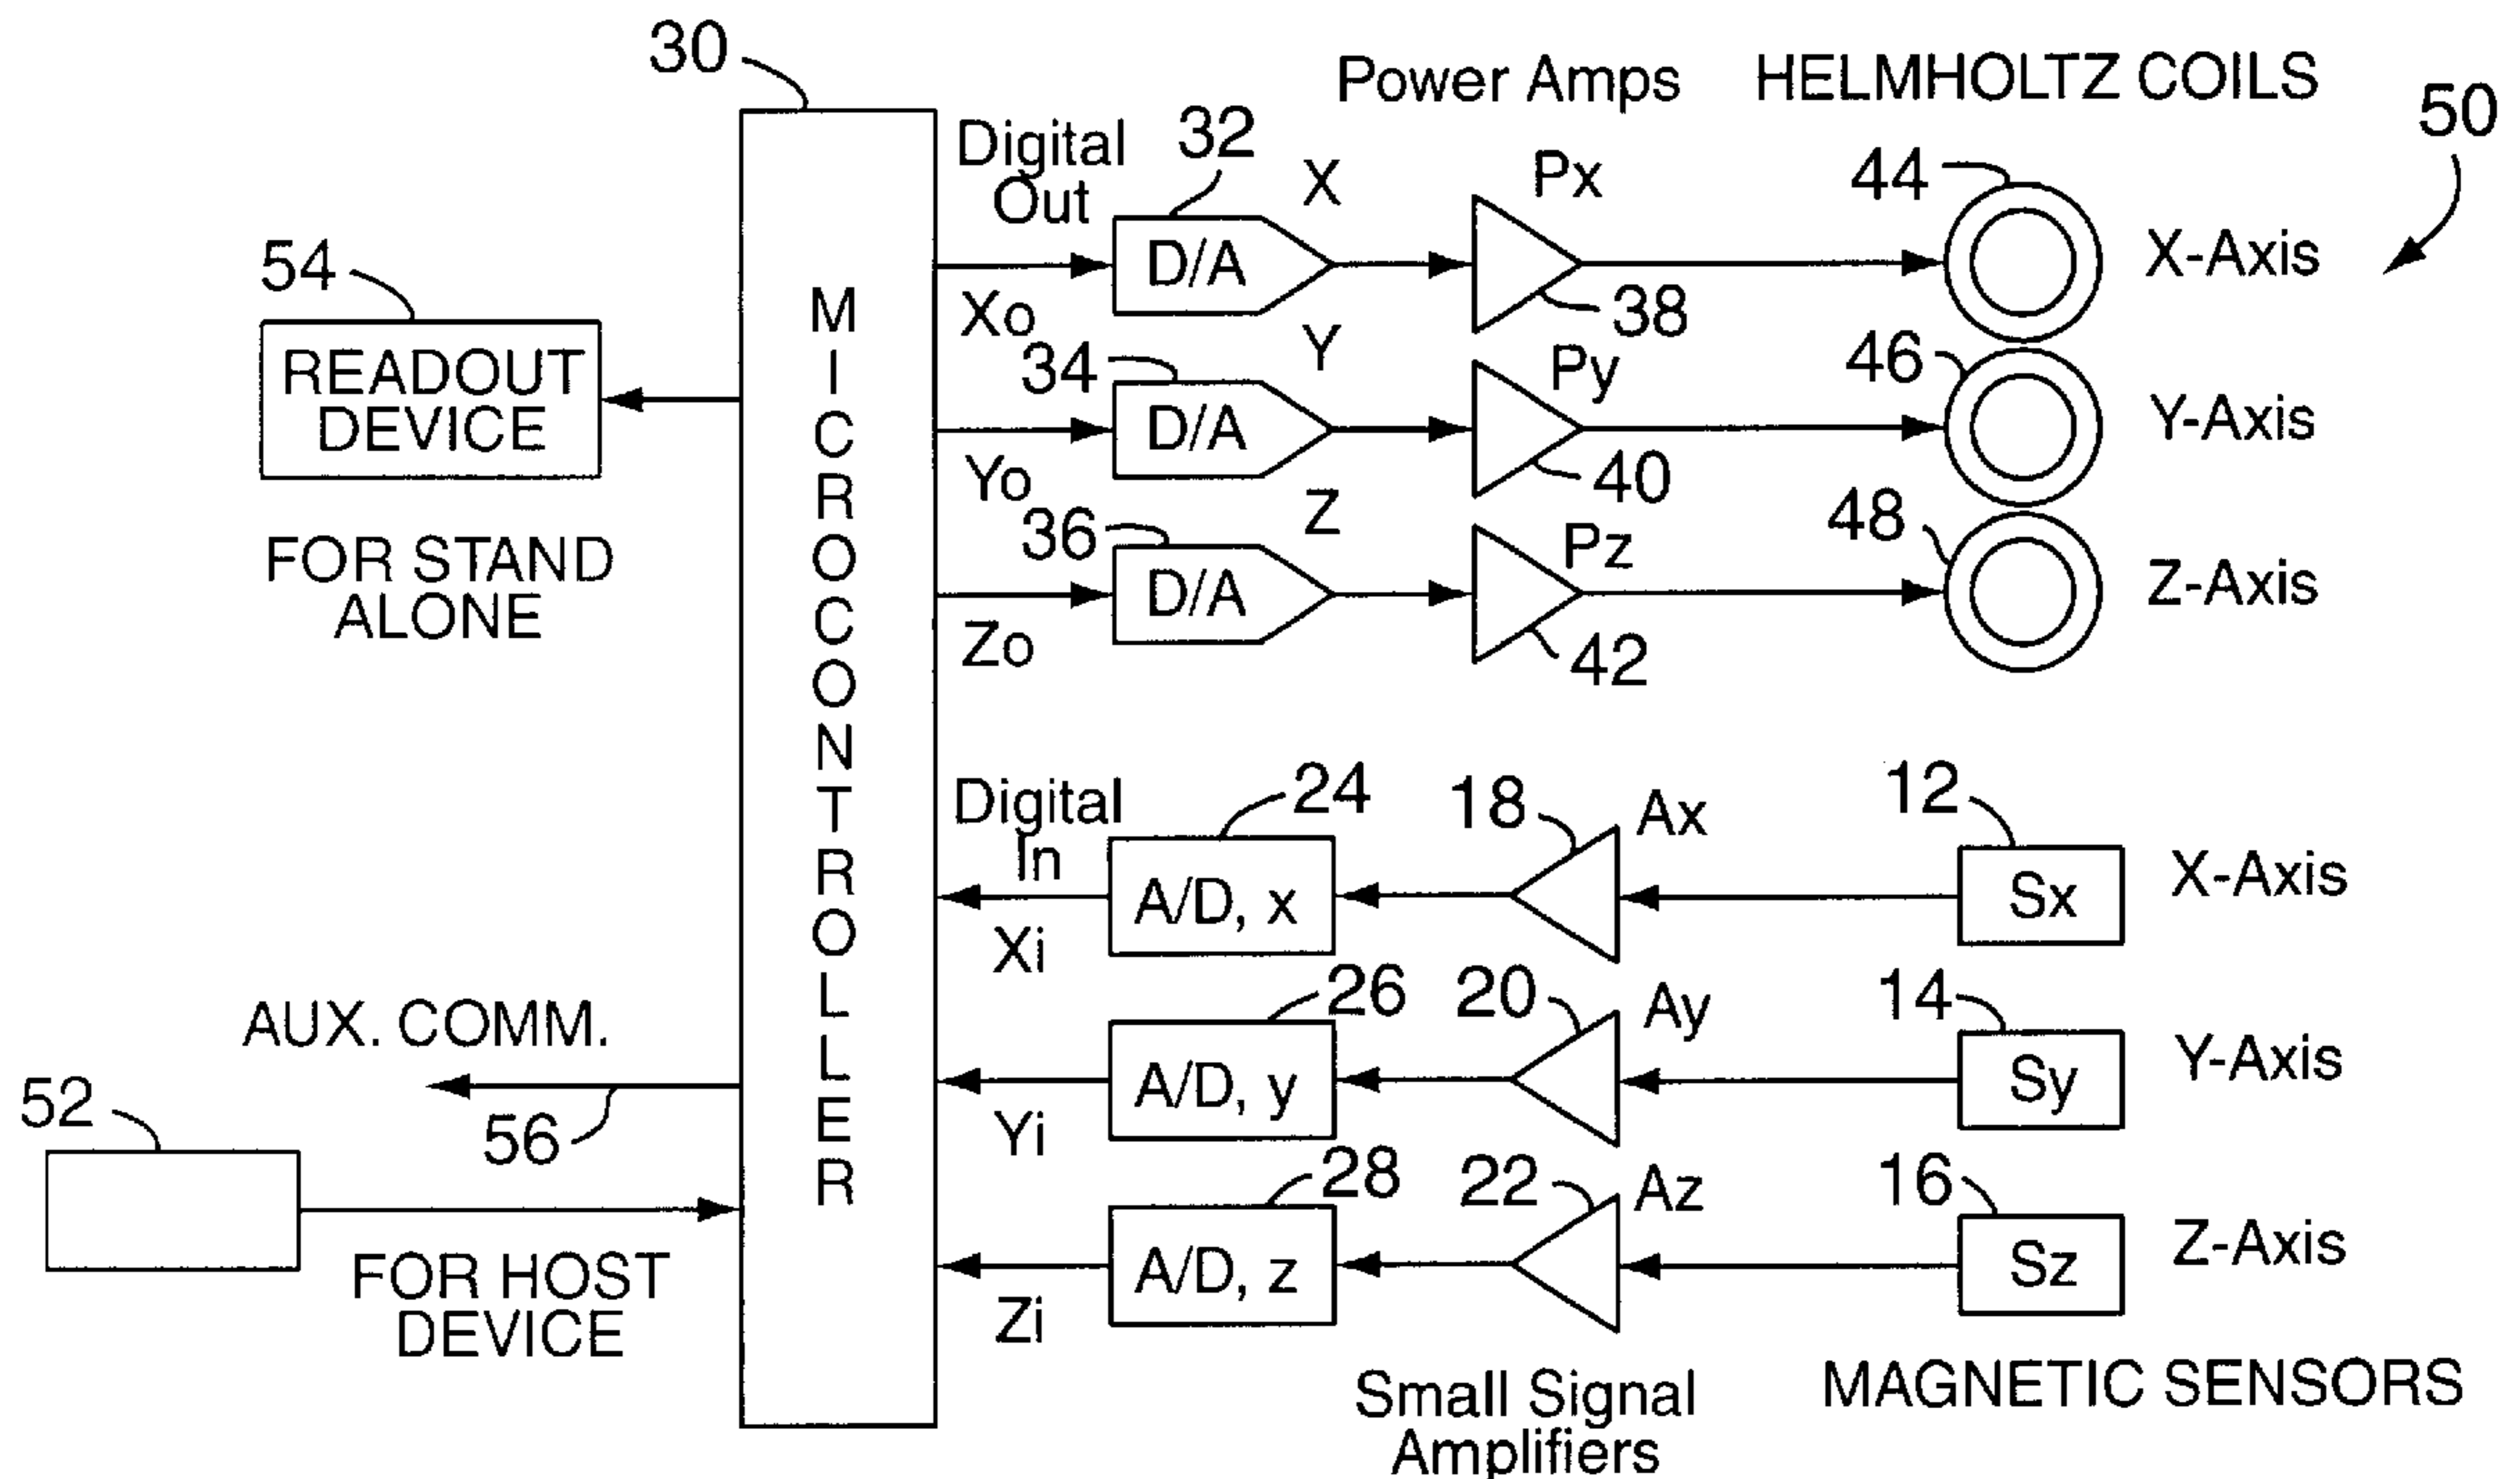 30
Power Amps
HELMHOLTZ COILS
50
Digital
Out
32
X
Px
44
X-Axis
D/A
Xo
38
54
READOUT
DEVICE
FOR STAND
ALONE
34
Y
Py
46
Y-Axis
D/A
Yo
40
36
Z
Pz
48
Z-Axis
D/A
Zo
42
MICROCONTROLLER
Digital
In
24
18
Ax
12
X-Axis
A/D, x
Sx
Xi
26
20
Ay
14
Y-Axis
A/D, y
Sy
Yi
AUX. COMM.
56
52
FOR HOST
DEVICE
28
22
Az
16
Z-Axis
A/D, z
Sz
Zi
Small Signal
Amplifiers
MAGNETIC SENSORS